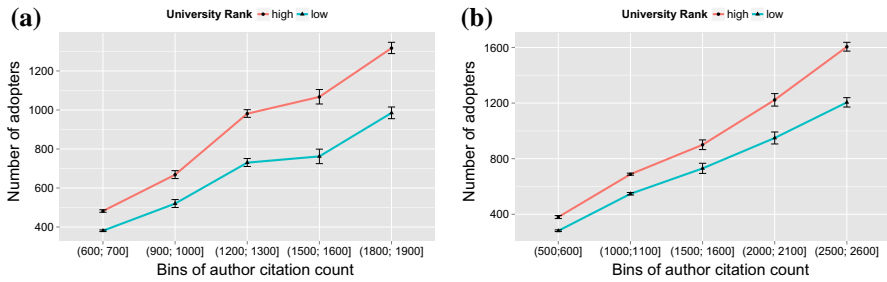 (a)
University Rank high low
Number of adopters
1200
1000
800
600
400
(600; 700] (900; 1000] (1200; 1300] (1500; 1600] (1800; 1900]
Bins of author citation count
(b)
University Rank high low
Number of adopters
1600
1200
800
400
(500;600] (1000;1100] (1500; 1600] (2000; 2100] (2500; 2600]
Bins of author citation count